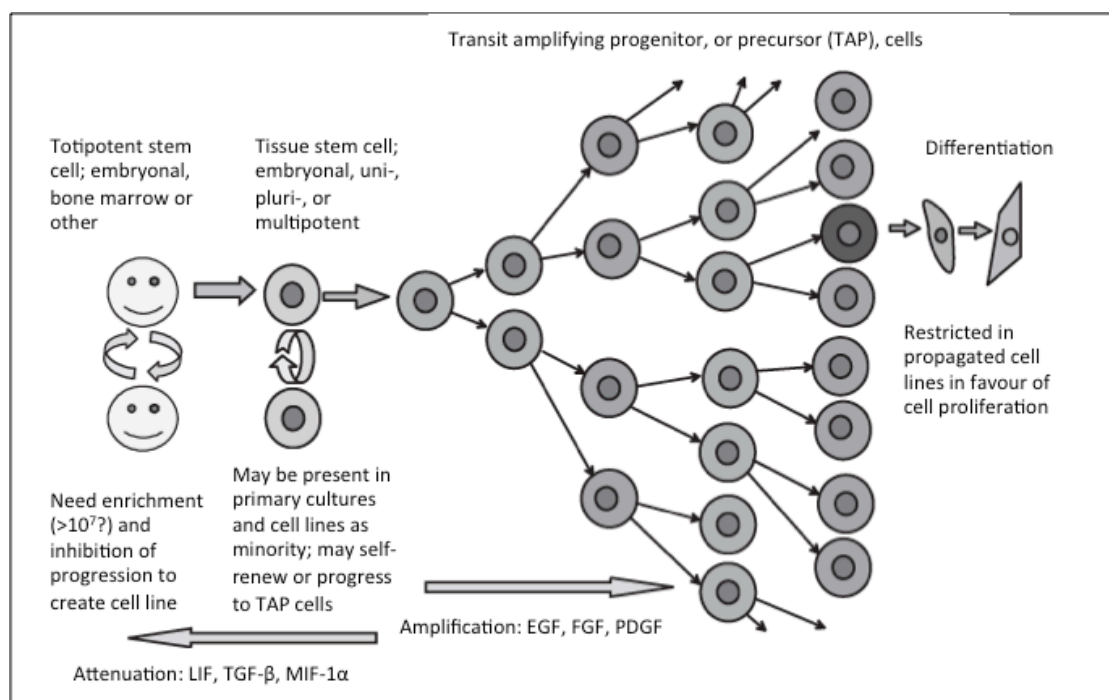 Transit amplifying progenitor, or precursor (TAP), cells
Totipotent stem
cell; embryonal,
bone marrow or
other
Tissue stem cell;
embryonal, uni-,
pluri-, or
multipotent
Differentiation
Restricted in
propagated cell
lines in favour of
cell proliferation
Need enrichment
(>10⁷?) and
inhibition of
progression to
create cell line
May be present in
primary cultures
and cell lines as
minority; may self-
renew or progress
to TAP cells
Amplification: EGF, FGF, PDGF
Attenuation: LIF, TGF-β, MIF-1α